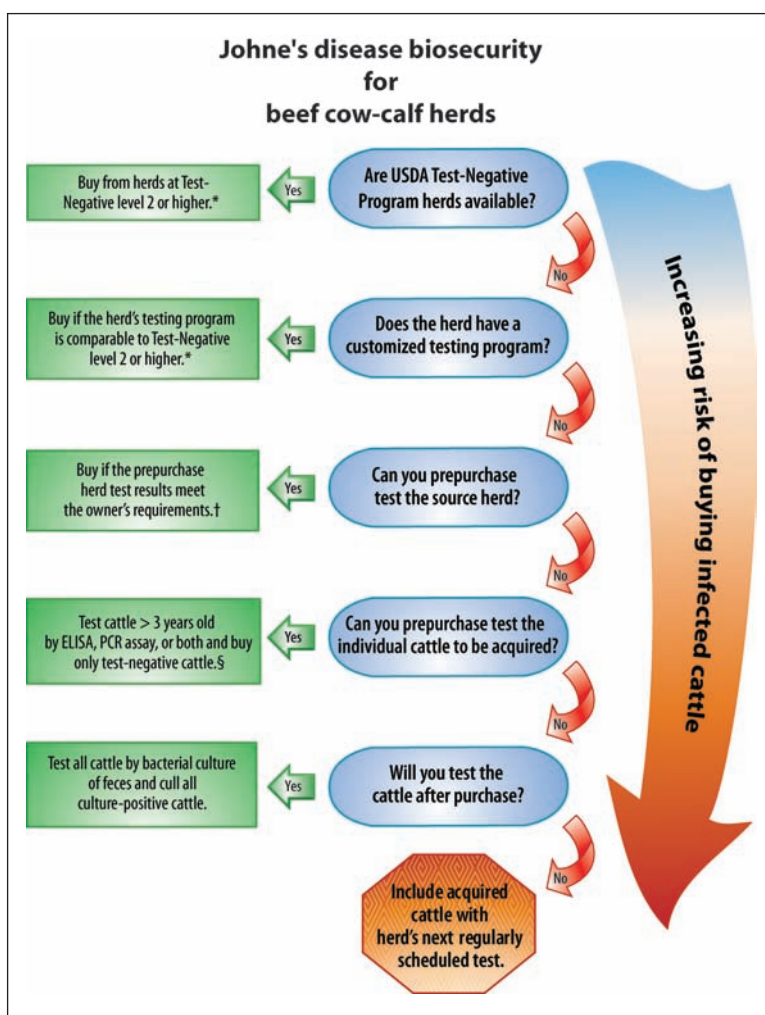 Johne's disease biosecurity
for
beef cow-calf herds
Are USDA Test-Negative
Program herds available?
Yes
Buy from herds at Test-
Negative level 2 or higher.*
No
Does the herd have a
customized testing program?
Yes
Buy if the herd's testing program
is comparable to Test-Negative
level 2 or higher.*
No
Can you prepurchase
test the source herd?
Yes
Buy if the prepurchase
herd test results meet
the owner's requirements.†
No
Can you prepurchase test the
individual cattle to be acquired?
Yes
Test cattle > 3 years old
by ELISA, PCR assay, or both and buy
only test-negative cattle.§
No
Will you test the
cattle after purchase?
Yes
Test all cattle by bacterial culture
of feces and cull all
culture-positive cattle.
No
Include acquired
cattle with
herd's next regularly
scheduled test.
Increasing risk of buying infected cattle